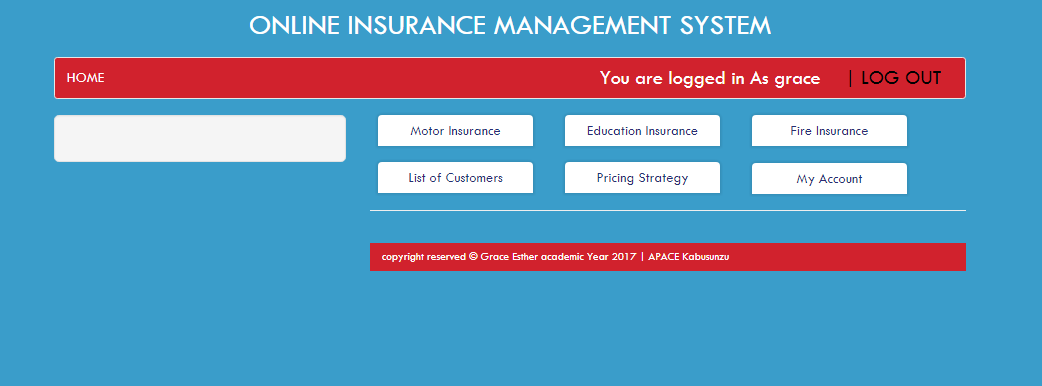 ONLINE INSURANCE MANAGEMENT SYSTEM
HOME You are logged in As grace | LOG OUT
Motor Insurance Education Insurance Fire Insurance
List of Customers Pricing Strategy My Account
copyright reserved © Grace Esther academic Year 2017 | APACE Kabusunzu